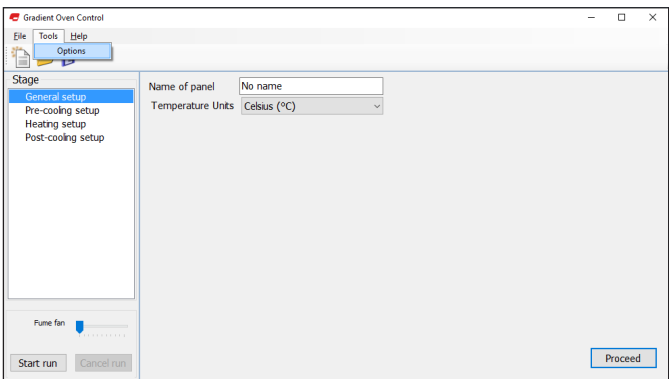 Gradient Oven Control
File Tools Help
Options
Stage
General setup
Pre-cooling setup
Heating setup
Post-cooling setup
Name of panel No name
Temperature Units Celsius (ºC)
Fume fan
Start run Cancel run
Proceed